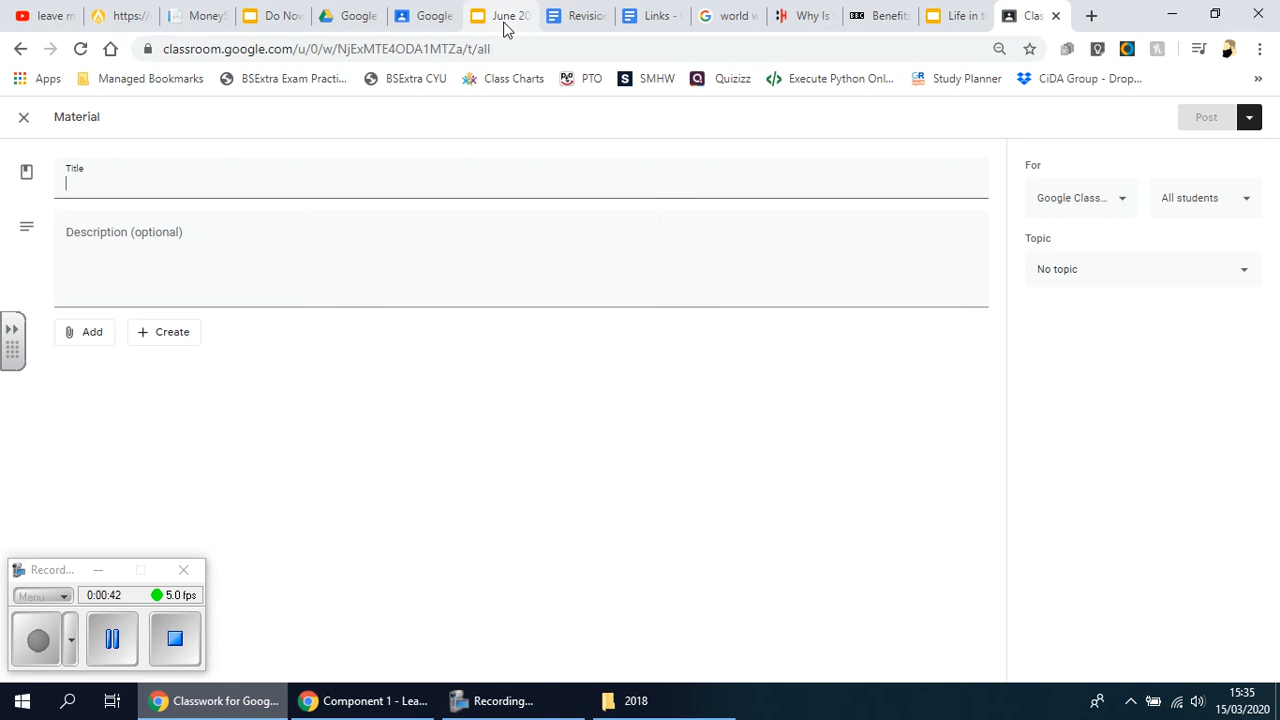 leave m
https:/
Money!
Do No
Google
Google
June 20
Revision
Links - 
Why Is
BBC
Benefit
Life in t
Clas
classroom.google.com/u/0/w/NjExMTE4ODA1MTZa/t/all
Apps
Managed Bookmarks
BSExtra Exam Practi...
BSExtra CYU
Class Charts
PTO
SMHW
Quizizz
Execute Python Onl...
Study Planner
CiDA Group - Drop...
»
Material
Post
Title
Description (optional)
Add
Create
For
Google Class...
All students
Topic
No topic
Record...
Menu
0:00:42
5.0 fps
Classwork for Goog...
Component 1 - Lea...
Recording...
2018
15:35
15/03/2020